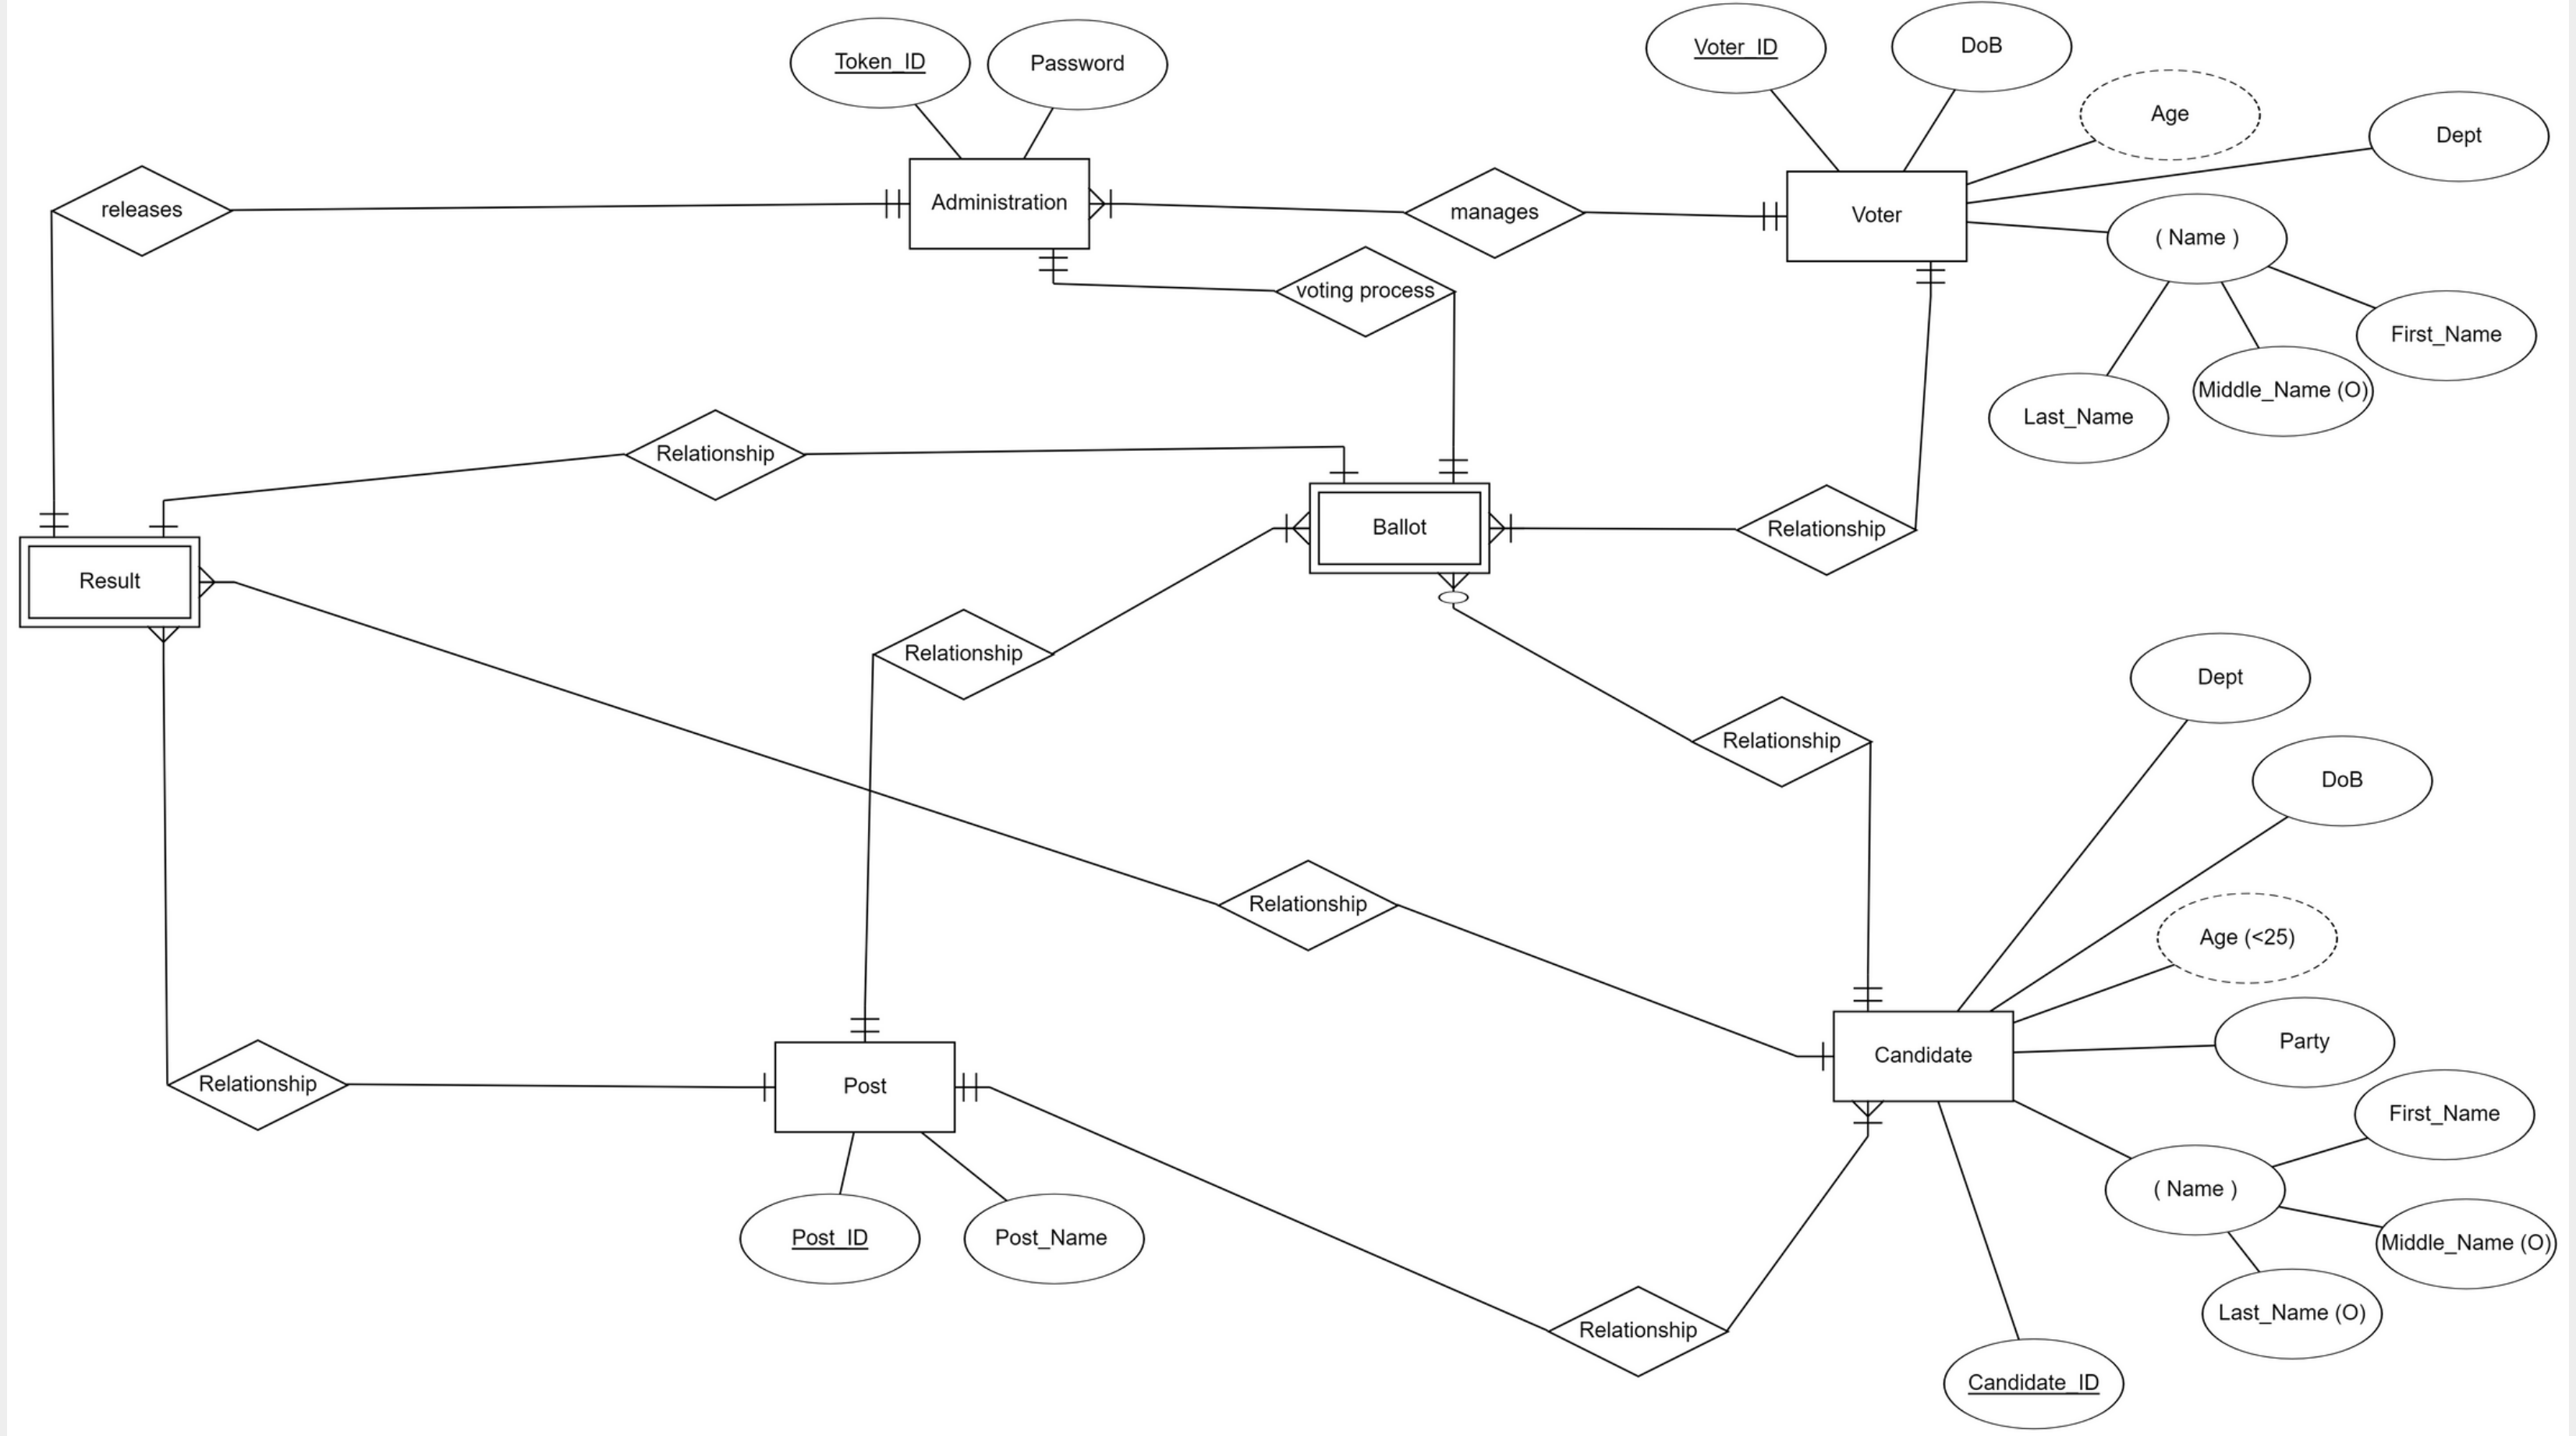 Token_ID
Password
Voter_ID
DoB
Age
Dept
releases
Administration
manages
Voter
( Name )
voting process
First_Name
Middle_Name (O)
Last_Name
Relationship
Ballot
Relationship
Result
Relationship
Dept
Relationship
DoB
Relationship
Age (<25)
Party
Candidate
Relationship
Post
First_Name
( Name )
Post_ID
Post_Name
Middle_Name (O)
Last_Name (O)
Relationship
Candidate_ID